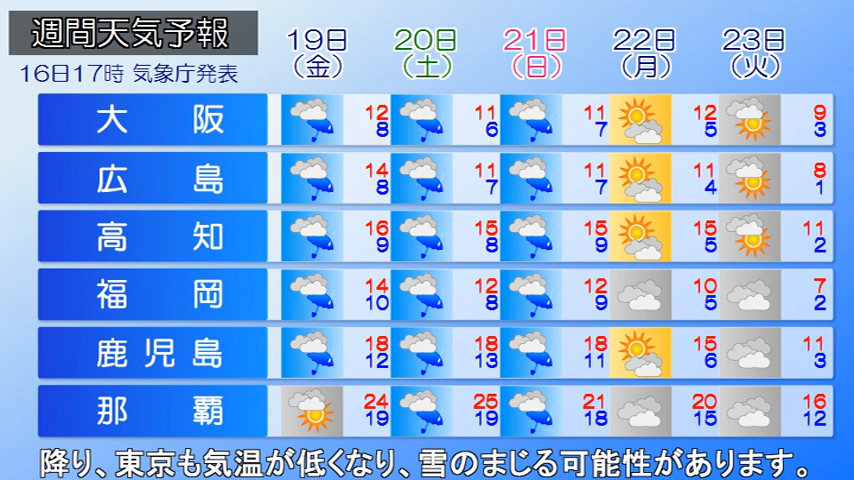 週間天気予報
16日17時 気象庁発表
19日 20日 21日 22日 23日
(金) (土) (日) (月) (火)
大阪 12 11 11 12 9
8 6 7 5 3
広島 14 11 11 11 8
8 7 7 4 1
高知 16 15 15 15 11
9 8 9 5 2
福岡 14 12 12 10 7
10 8 9 5 2
鹿児島 18 18 18 15 11
12 13 11 6 3
那覇 24 25 21 20 16
19 19 18 15 12
降り、東京も気温が低くなり、雪のまじる可能性があります。